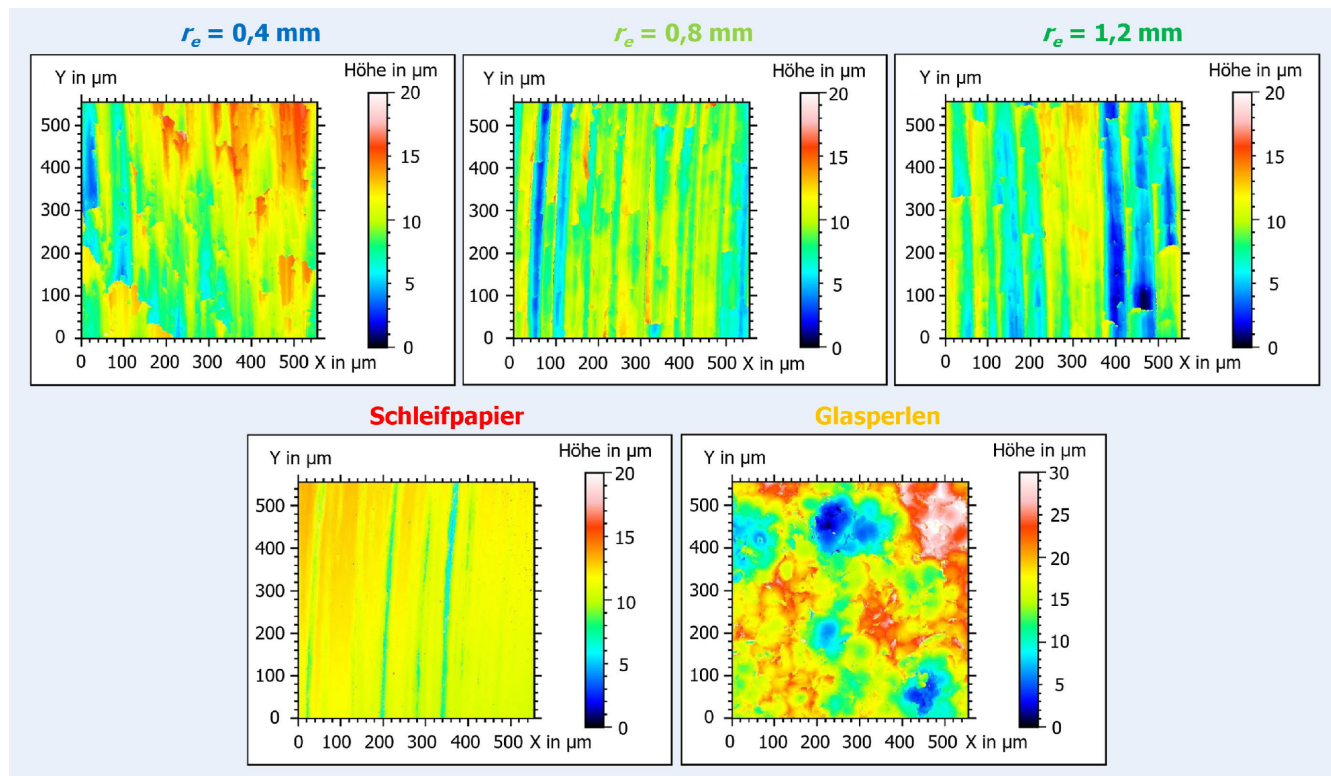 r_e = 0,4 mm
Y in µm
Höhe in µm
500
400
300
200
100
0
0 100 200 300 400 500 X in µm
20
15
10
5
0
r_e = 0,8 mm
Y in µm
Höhe in µm
500
400
300
200
100
0
0 100 200 300 400 500 X in µm
20
15
10
5
0
r_e = 1,2 mm
Y in µm
Höhe in µm
500
400
300
200
100
0
0 100 200 300 400 500 X in µm
20
15
10
5
0
Schleifpapier
Y in µm
Höhe in µm
500
400
300
200
100
0
0 100 200 300 400 500 X in µm
20
15
10
5
0
Glasperlen
Y in µm
Höhe in µm
500
400
300
200
100
0
0 100 200 300 400 500 X in µm
30
25
20
15
10
5
0